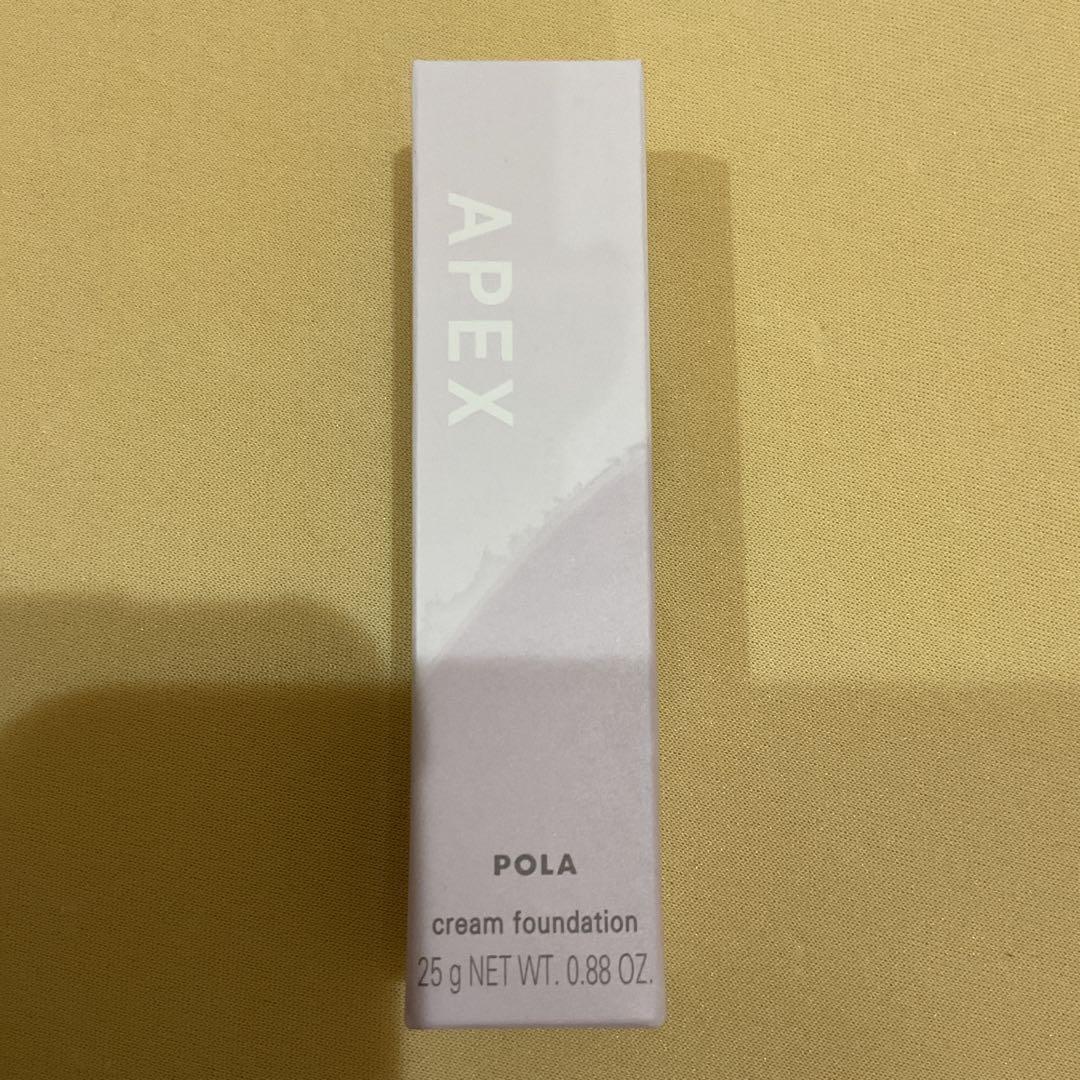 APEX
POLA
cream foundation
25 g NET WT. 0.88 OZ.